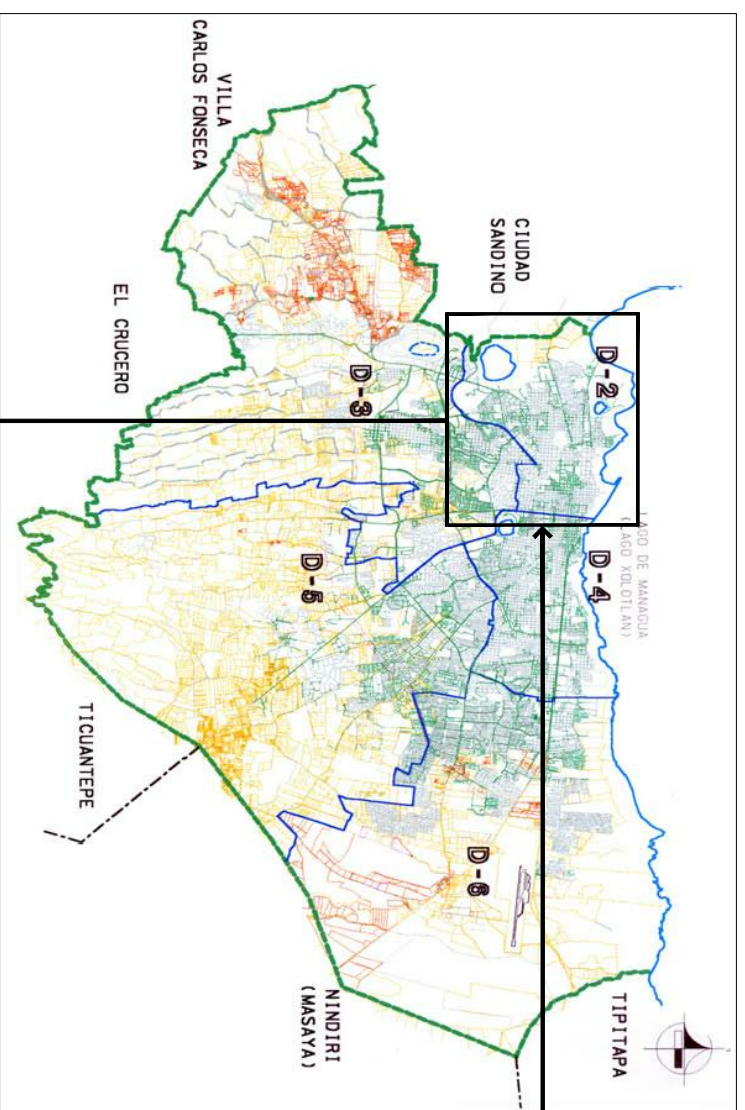 VILLA
CARLOS FONSECA
CIUDAD
SANDINO
EL CRUCERO
D-2
D-3
LAGO DE MANAGUA
(LAGO XOLOTLAN)
D-4
D-5
TICUANTEPE
D-6
NINDIRI
(MASAYA)
TIPITAPA